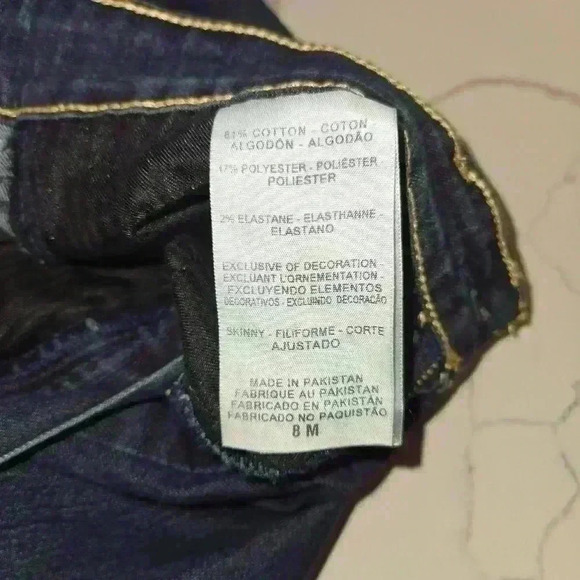 81% COTTON - COTON -
ALGODÓN - ALGODÃO
17% POLYESTER - POLIÉSTER -
POLIESTER
2% ELASTANE - ELASTHANNE -
ELASTANO
EXCLUSIVE OF DECORATION -
EXCLUANT L'ORNEMENTATION -
EXCLUYENDO ELEMENTOS
DECORATIVOS - EXCLUINDO DECORAÇÃO
SKINNY - FILIFORME - CORTE
AJUSTADO
MADE IN PAKISTAN
FABRIQUE AU PAKISTAN
FABRICADO EN PAKISTAN
FABRICADO NO PAQUISTÃO
8 M